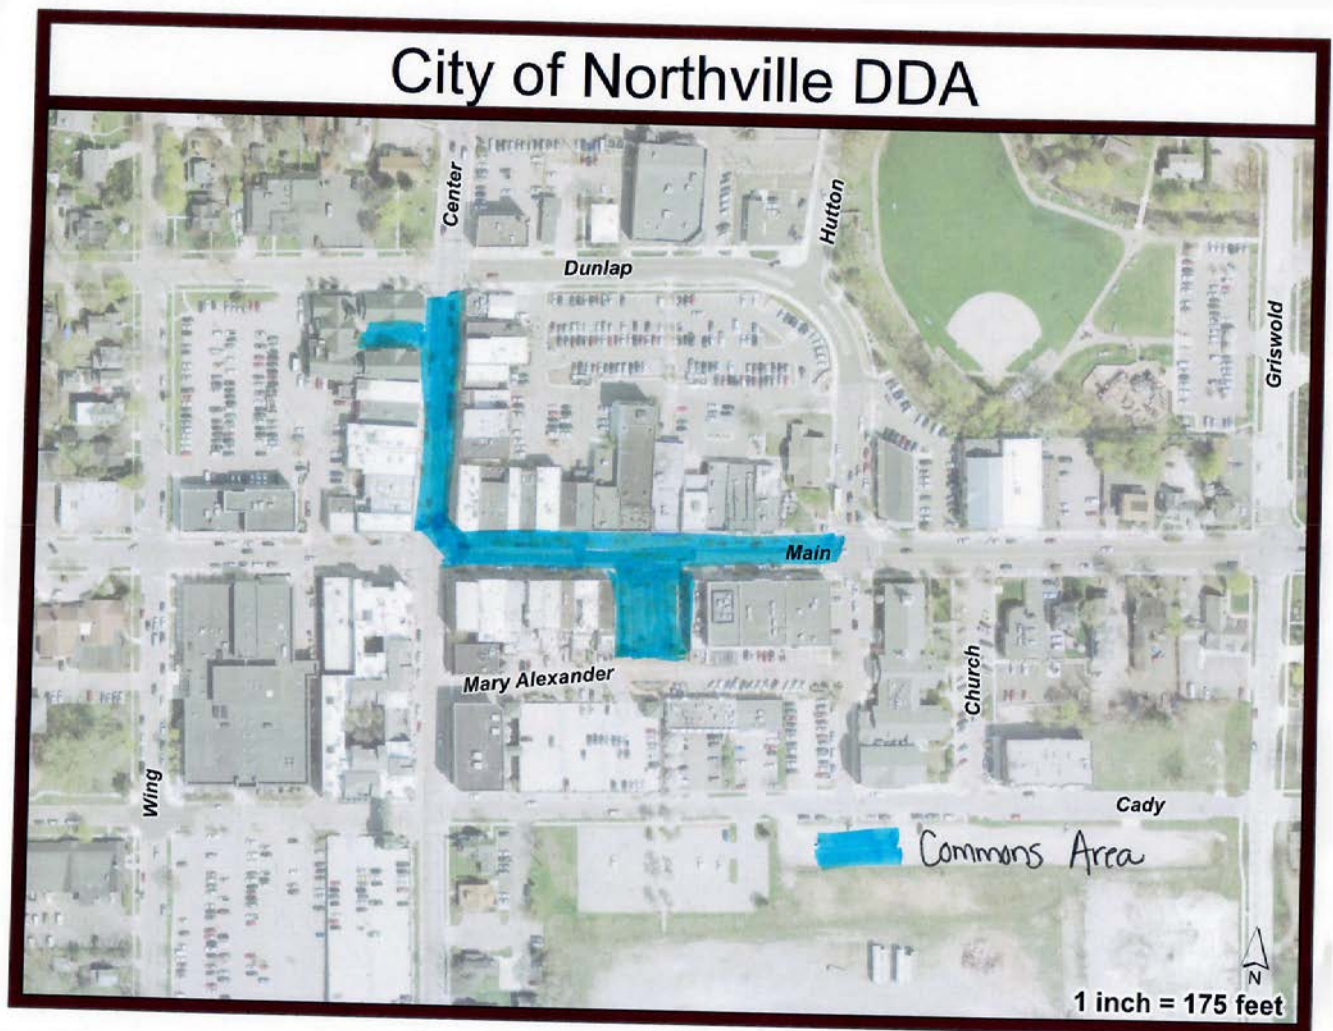 City of Northville DDA
Center
Hutton
Dunlap
Griswold
Main
Mary Alexander
Church
Wing
Cady
Commons Area
N
1 inch = 175 feet